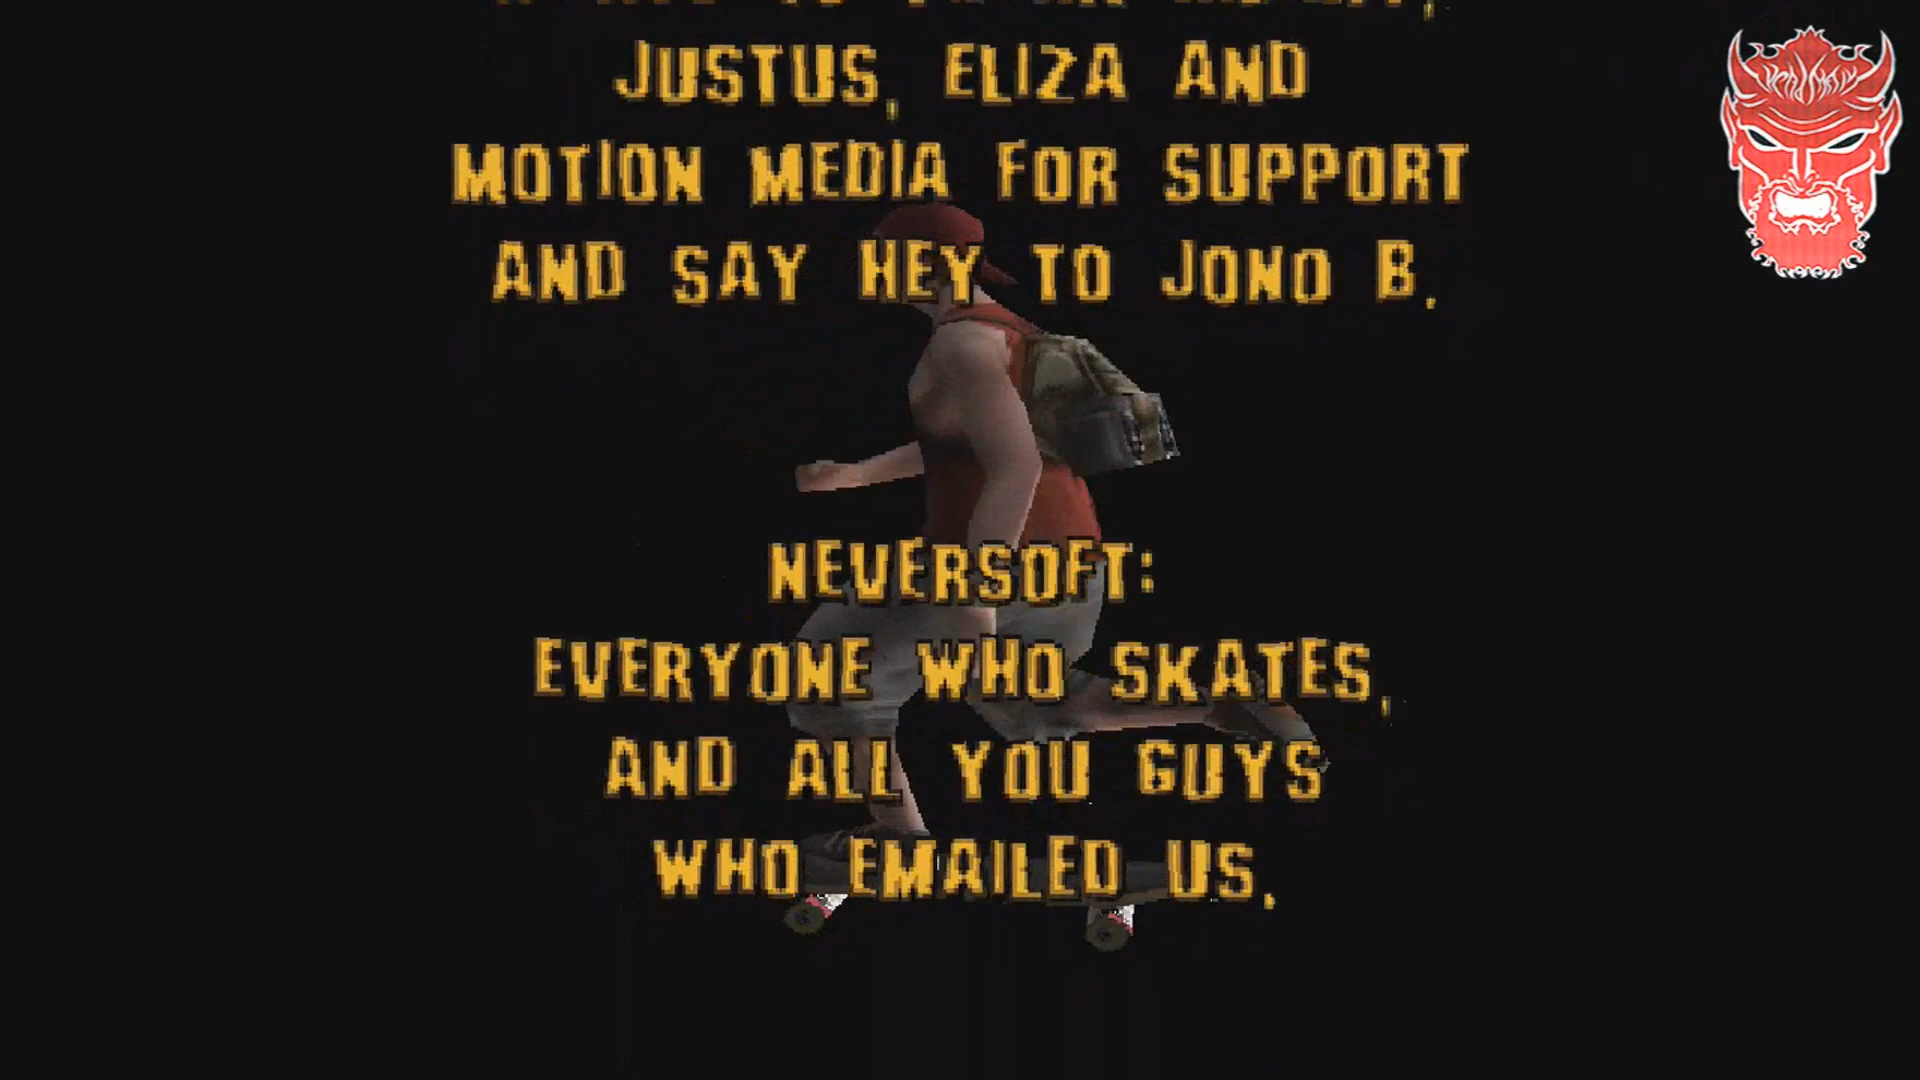 JUSTUS, ELIZA AND
MOTION MEDIA FOR SUPPORT
AND SAY HEY TO JONO B.
NEVERSOFT:
EVERYONE WHO SKATES,
AND ALL YOU GUYS
WHO EMAILED US.